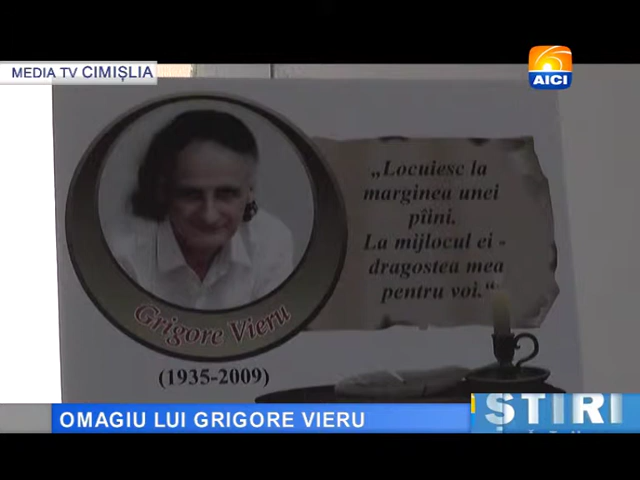 MEDIA TV CIMIȘLIA
AICI
„Locuiesc la
marginea unei
pîini.
La mijlocul ei -
dragostea mea
pentru voi.“
Grigore Vieru
(1935-2009)
OMAGIU LUI GRIGORE VIERU
ȘTIRI